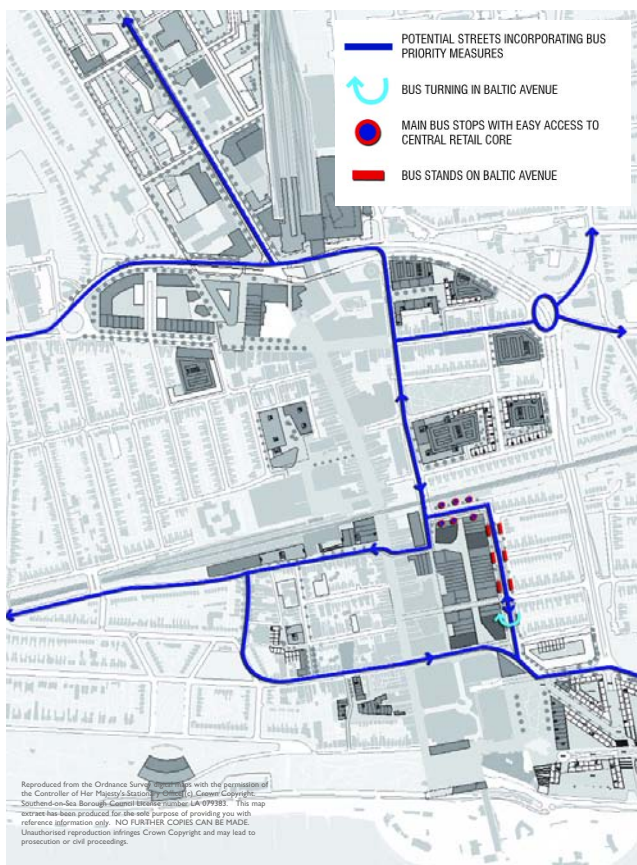 POTENTIAL STREETS INCORPORATING BUS
PRIORITY MEASURES
BUS TURNING IN BALTIC AVENUE
MAIN BUS STOPS WITH EASY ACCESS TO
CENTRAL RETAIL CORE
BUS STANDS ON BALTIC AVENUE
Reproduced from the Ordnance Survey digital maps with the permission of
the Controller of Her Majesty's Stationary Office (c) Crown Copyright.
Southend-on-Sea Borough Council License number LA 079383. This map
extract has been produced for the sole purpose of providing you with
reference information only. NO FURTHER COPIES CAN BE MADE.
Unauthorised reproduction infringes Crown Copyright and may lead to
prosecution or civil proceedings.